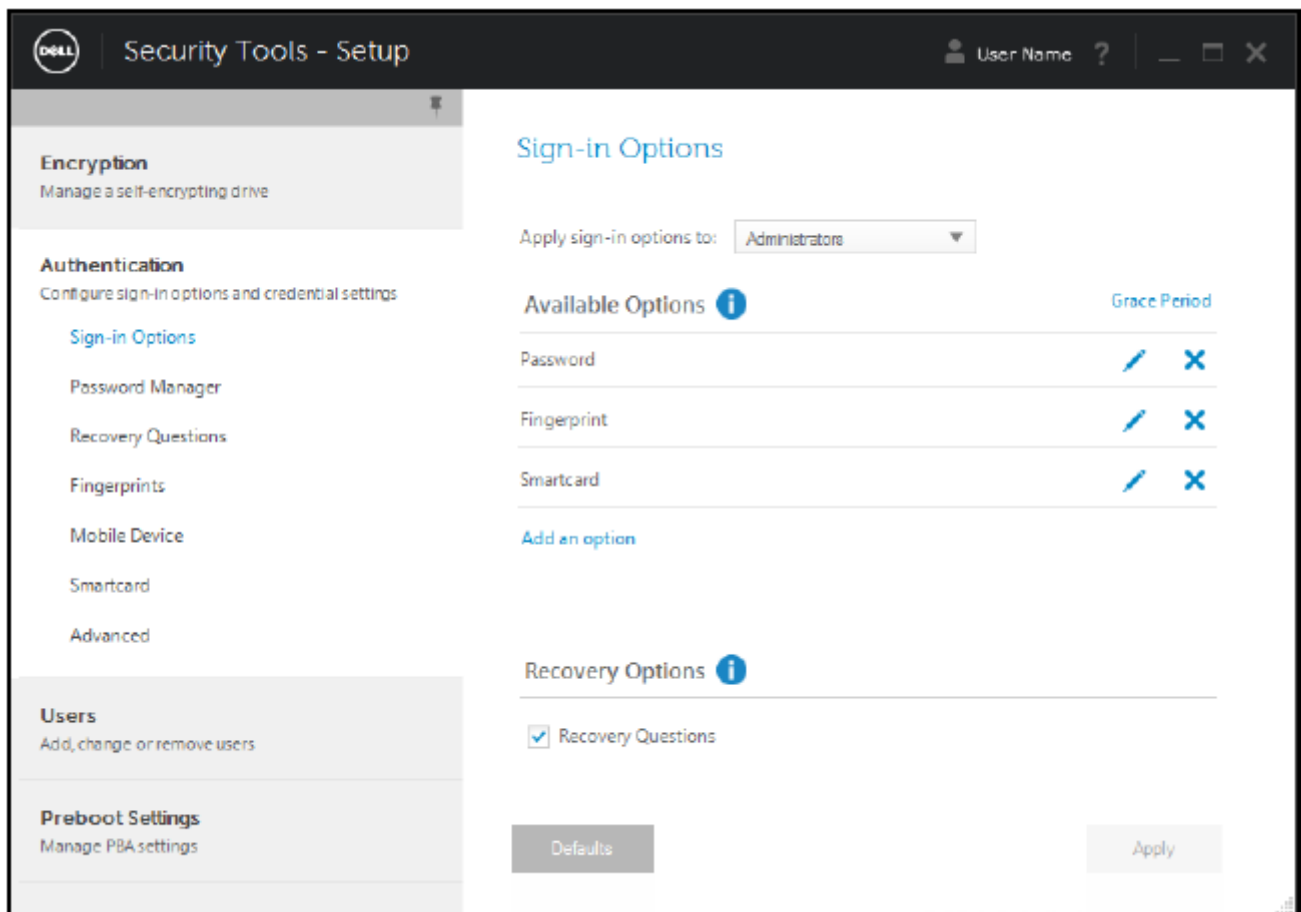 DELL
Security Tools - Setup
User Name ?
Encryption
Manage a self-encrypting drive
Authentication
Configure sign-in options and credential settings
Sign-in Options
Password Manager
Recovery Questions
Fingerprints
Mobile Device
Smartcard
Advanced
Users
Add, change or remove users
Preboot Settings
Manage PBA settings
Sign-in Options
Apply sign-in options to: Administrators
Available Options i
Grace Period
Password
Fingerprint
Smartcard
Add an option
Recovery Options i
Recovery Questions
Defaults
Apply